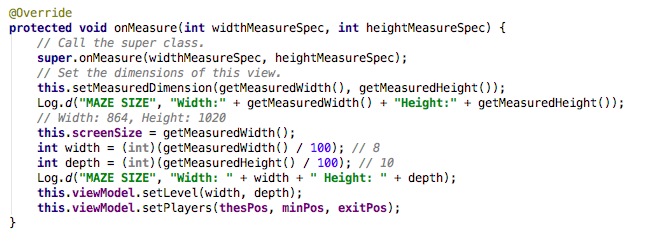 @Override
protected void onMeasure(int widthMeasureSpec, int heightMeasureSpec) {
// Call the super class.
super.onMeasure(widthMeasureSpec, heightMeasureSpec);
// Set the dimensions of this view.
this.setMeasuredDimension(getMeasuredWidth(), getMeasuredHeight());
Log.d("MAZE SIZE", "Width:" + getMeasuredWidth() + "Height:" + getMeasuredHeight());
// Width: 864, Height: 1020
this.screenSize = getMeasuredWidth();
int width = (int)(getMeasuredWidth() / 100); // 8
int depth = (int)(getMeasuredHeight() / 100); // 10
Log.d("MAZE SIZE", "Width: " + width + " Height: " + depth);
this.viewModel.setLevel(width, depth);
this.viewModel.setPlayers(thesPos, minPos, exitPos);
}